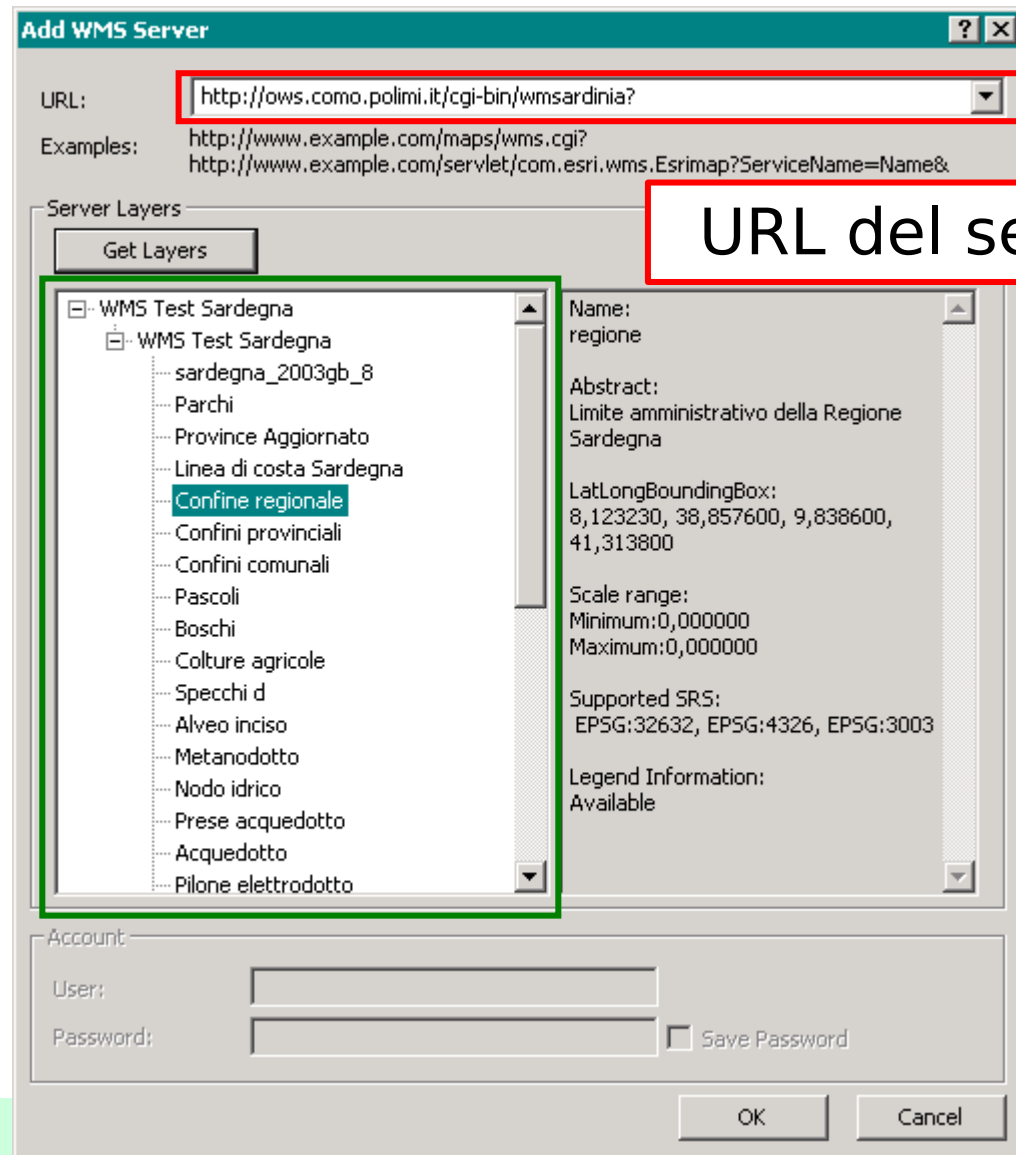 Add WMS Server
URL:
http://ows.como.polimi.it/cgi-bin/wmsardinia?
Examples:
http://www.example.com/maps/wms.cgi?
http://www.example.com/servlet/com.esri.wms.Esrimap?ServiceName=Name&
URL del se
Server Layers
Get Layers
WMS Test Sardegna
WMS Test Sardegna
sardegna_2003gb_8
Parchi
Province Aggiornato
Linea di costa Sardegna
Confine regionale
Confini provinciali
Confini comunali
Pascoli
Boschi
Colture agricole
Specchi d
Alveo inciso
Metanodotto
Nodo idrico
Prese acquedotto
Acquedotto
Pilone elettrodotto
Name:
regione
Abstract:
Limite amministrativo della Regione
Sardegna
LatLongBoundingBox:
8,123230, 38,857600, 9,838600,
41,313800
Scale range:
Minimum:0,000000
Maximum:0,000000
Supported SRS:
EPSG:32632, EPSG:4326, EPSG:3003
Legend Information:
Available
Account
User:
Password:
Save Password
OK
Cancel